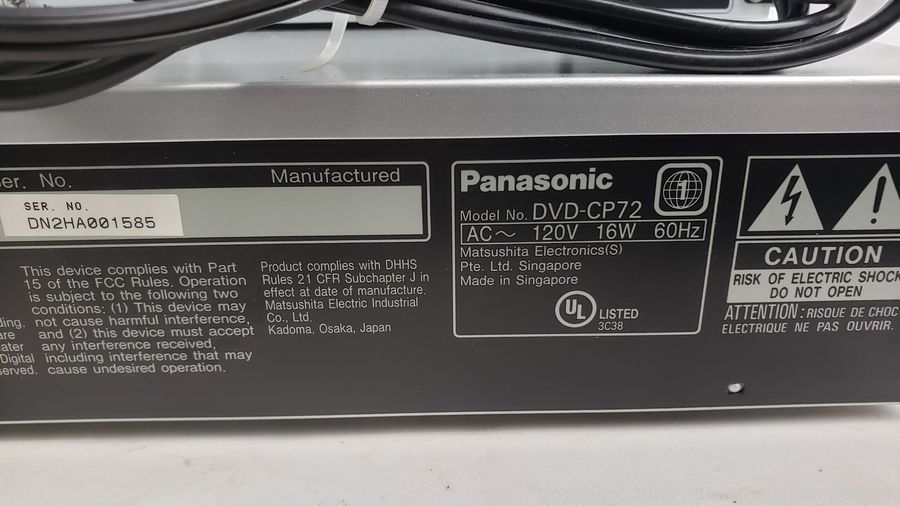 er. No.
Manufactured
SER. NO.
DN2HA001585
This device complies with Part
15 of the FCC Rules. Operation
is subject to the following two
conditions: (1) This device may
ding. not cause harmful interference,
are and (2) this device must accept
ater any interference received,
Digital including interference that may
served. cause undesired operation.
Product complies with DHHS
Rules 21 CFR Subchapter J in
effect at date of manufacture.
Matsushita Electric Industrial
Co., Ltd.
Kadoma, Osaka, Japan
Panasonic
1
Model No. DVD-CP72
AC～ 120V 16W 60Hz
Matsushita Electronics(S)
Pte. Ltd. Singapore
Made in Singapore
UL LISTED
3C38
CAUTION
RISK OF ELECTRIC SHOCK
DO NOT OPEN
ATTENTION: RISQUE DE CHOC
ELECTRIQUE NE PAS OUVRIR.